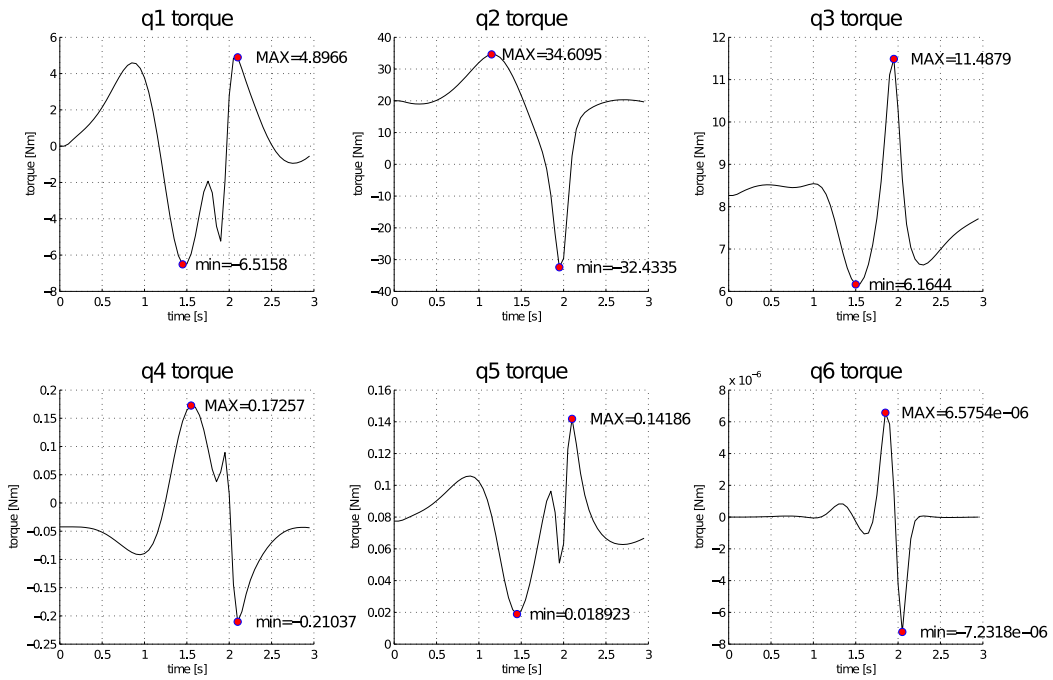 q1 torque
q2 torque
q3 torque
6
4
2
0
−2
−4
−6
−8
torque [Nm]
MAX=4.8966
min=−6.5158
0 0.5 1 1.5 2 2.5 3
time [s]
40
30
20
10
0
−10
−20
−30
−40
torque [Nm]
MAX=34.6095
min=−32.4335
0 0.5 1 1.5 2 2.5 3
time [s]
12
11
10
9
8
7
6
torque [Nm]
MAX=11.4879
min=6.1644
0 0.5 1 1.5 2 2.5 3
time [s]
q4 torque
q5 torque
q6 torque
0.2
0.15
0.1
0.05
0
−0.05
−0.1
−0.15
−0.2
−0.25
torque [Nm]
MAX=0.17257
min=−0.21037
0 0.5 1 1.5 2 2.5 3
time [s]
0.16
0.14
0.12
0.1
0.08
0.06
0.04
0.02
0
torque [Nm]
MAX=0.14186
min=0.018923
0 0.5 1 1.5 2 2.5 3
time [s]
x 10⁻⁶
8
6
4
2
0
−2
−4
−6
−8
torque [Nm]
MAX=6.5754e−06
min=−7.2318e−06
0 0.5 1 1.5 2 2.5 3
time [s]